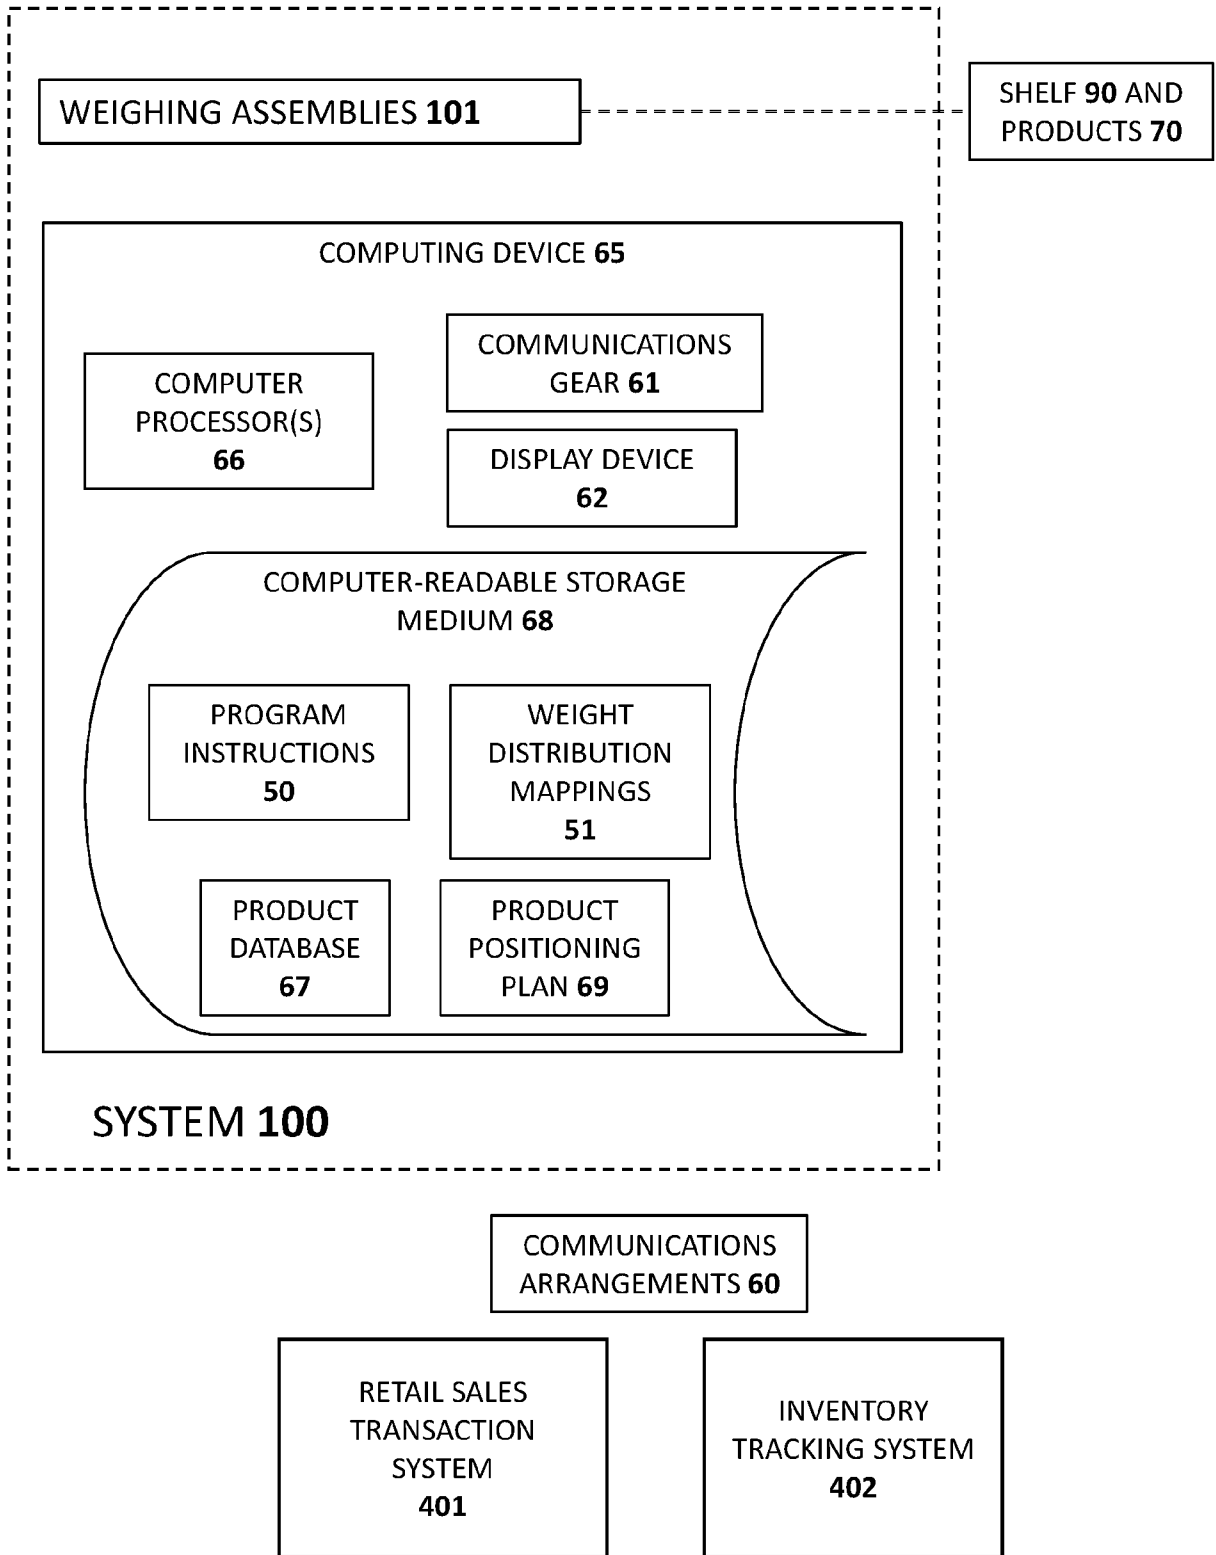 WEIGHING ASSEMBLIES 101
SHELF 90 AND
PRODUCTS 70
COMPUTING DEVICE 65
COMPUTER
PROCESSOR(S)
66
COMMUNICATIONS
GEAR 61
DISPLAY DEVICE
62
COMPUTER-READABLE STORAGE
MEDIUM 68
PROGRAM
INSTRUCTIONS
50
WEIGHT
DISTRIBUTION
MAPPINGS
51
PRODUCT
DATABASE
67
PRODUCT
POSITIONING
PLAN 69
SYSTEM 100
COMMUNICATIONS
ARRANGEMENTS 60
RETAIL SALES
TRANSACTION
SYSTEM
401
INVENTORY
TRACKING SYSTEM
402